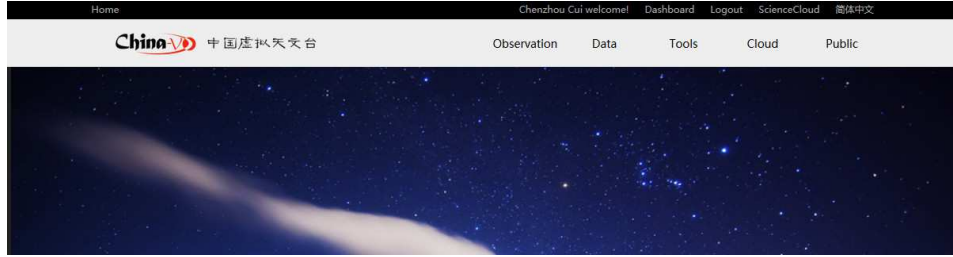 Home Chenzhou Cui welcome! Dashboard Logout ScienceCloud 简体中文
China-VO 中国虚拟天文台 Observation Data Tools Cloud Public